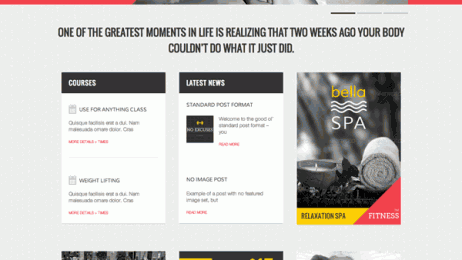 ONE OF THE GREATEST MOMENTS IN LIFE IS REALIZING THAT TWO WEEKS AGO YOUR BODY
COULDN'T DO WHAT IT JUST DID.
COURSES
USE FOR ANYTHING CLASS
Quisque facilisis erat a dui. Nam
malesuada ornare dolor. Cras
MORE DETAILS + TIMES
WEIGHT LIFTING
Quisque facilisis erat a dui. Nam
malesuada ornare dolor. Cras
MORE DETAILS + TIMES
LATEST NEWS
STANDARD POST FORMAT
NO EXCUSES
Welcome to the good ol'
standard post format –
you
READ MORE
NO IMAGE POST
Example of a post with no featured
image set, but
READ MORE
bella
SPA
RELAXATION SPA
FITNESS